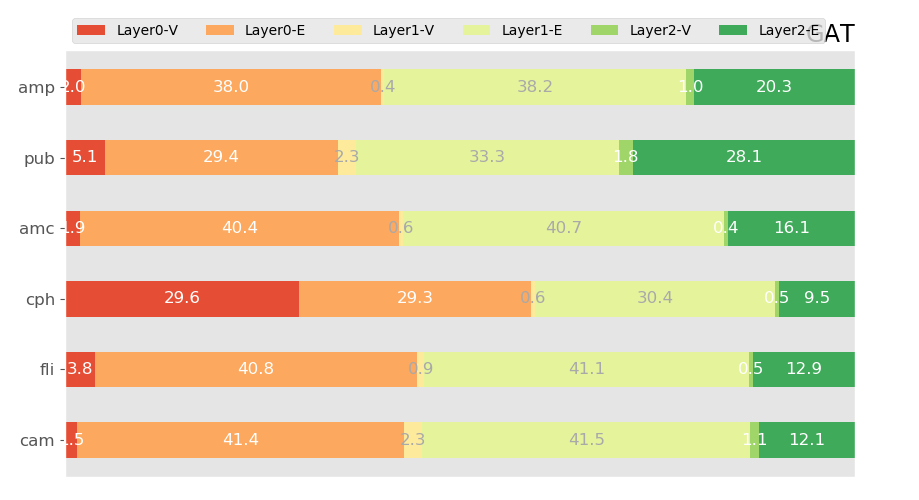 Layer0-V Layer0-E Layer1-V Layer1-E Layer2-V Layer2-E GAT
amp 2.0 38.0 0.4 38.2 1.0 20.3
pub 5.1 29.4 2.3 33.3 1.8 28.1
amc 1.9 40.4 0.6 40.7 0.4 16.1
cph 29.6 29.3 0.6 30.4 0.5 9.5
fli 3.8 40.8 0.9 41.1 0.5 12.9
cam 1.5 41.4 2.3 41.5 1.1 12.1